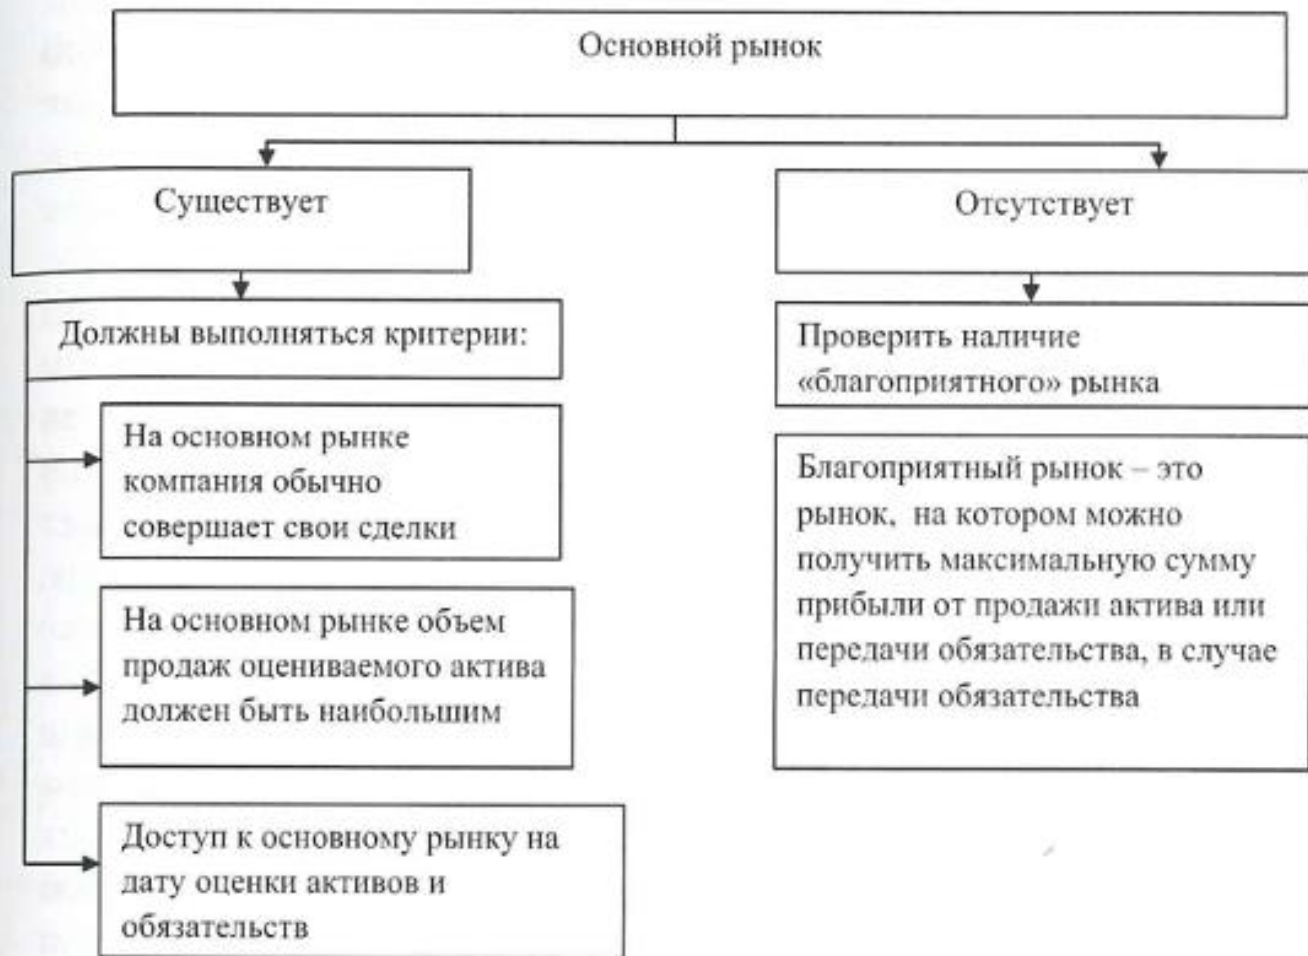 Основной рынок
Существует
Отсутствует
Должны выполняться критерии:
Проверить наличие
«благоприятного» рынка
На основном рынке
компания обычно
совершает свои сделки
Благоприятный рынок – это
рынок, на котором можно
получить максимальную сумму
прибыли от продажи актива или
передачи обязательства, в случае
передачи обязательства
На основном рынке объем
продаж оцениваемого актива
должен быть наибольшим
Доступ к основному рынку на
дату оценки активов и
обязательств